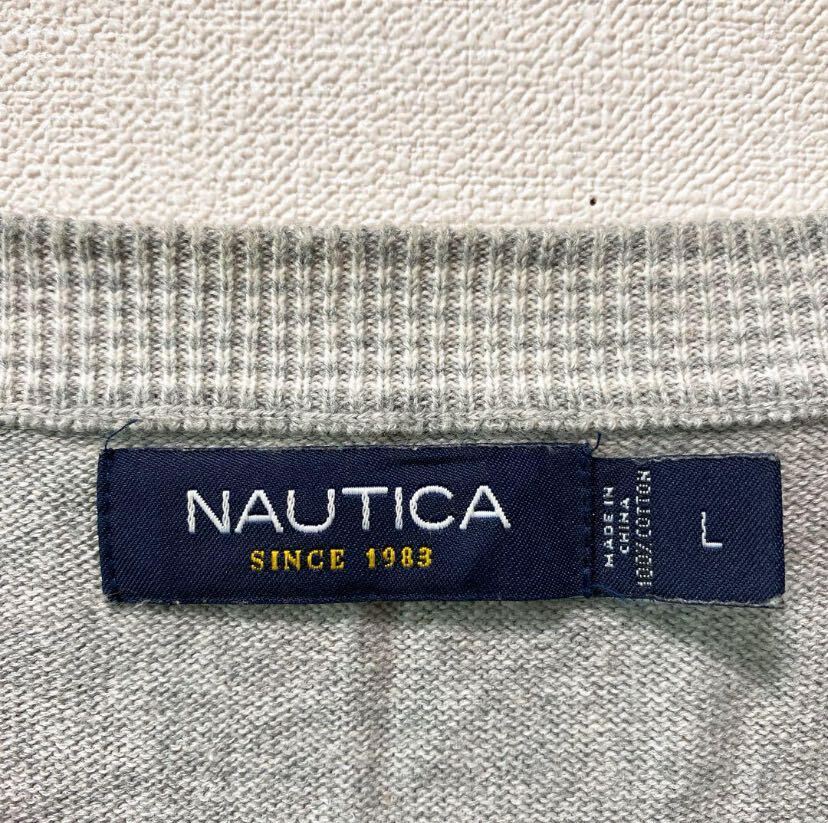 NAUTICA
SINCE 1983
MADE IN
CHINA
100%COTTON
L